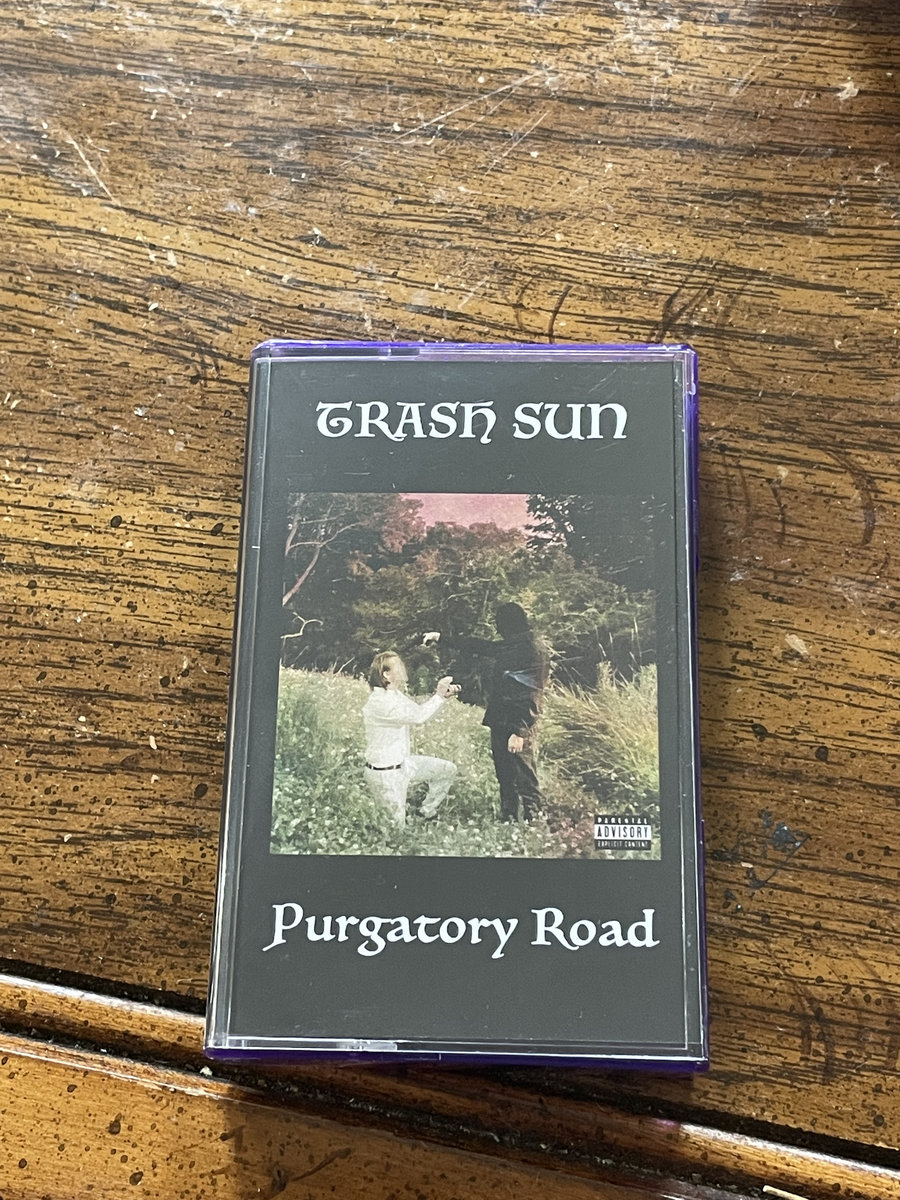 TRASH SUN
PARENTAL
ADVISORY
EXPLICIT CONTENT
Purgatory Road